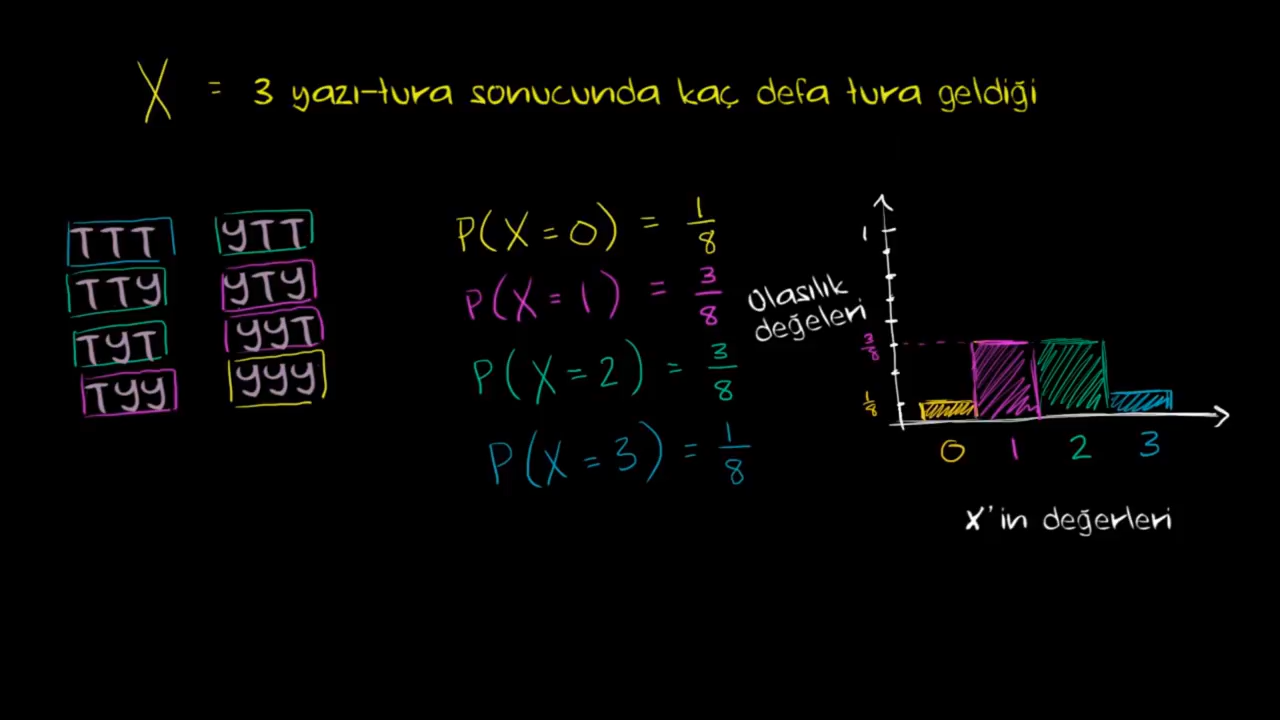 X = 3 yazı-tura sonucunda kaç defa tura geldiği
TTT YTT
TTY YTY
TYT YYT
TYY YYY
P(X=0) = 1/8
P(X=1) = 3/8
P(X=2) = 3/8
P(X=3) = 1/8
Olasılık
değeleri
1
3/8
1/8
0 1 2 3
X'in değerleri